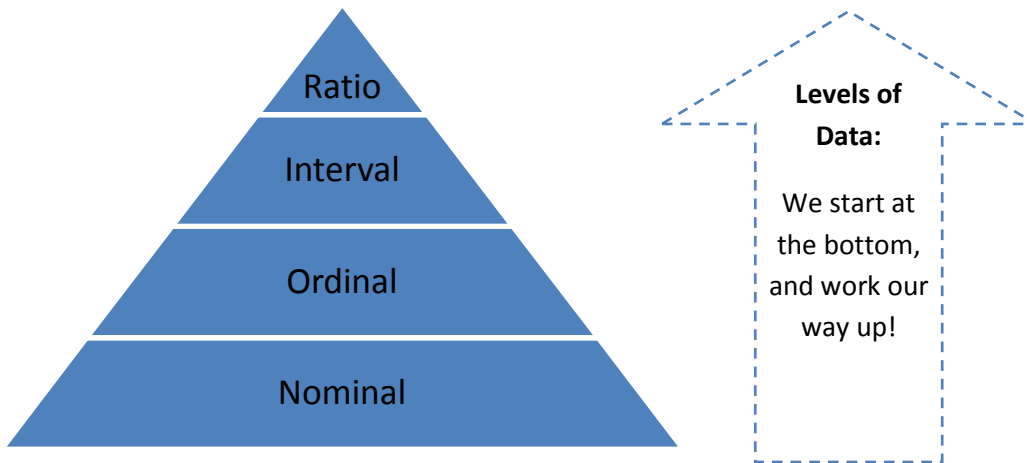 Ratio
Interval
Ordinal
Nominal
Levels of
Data:
We start at
the bottom,
and work our
way up!